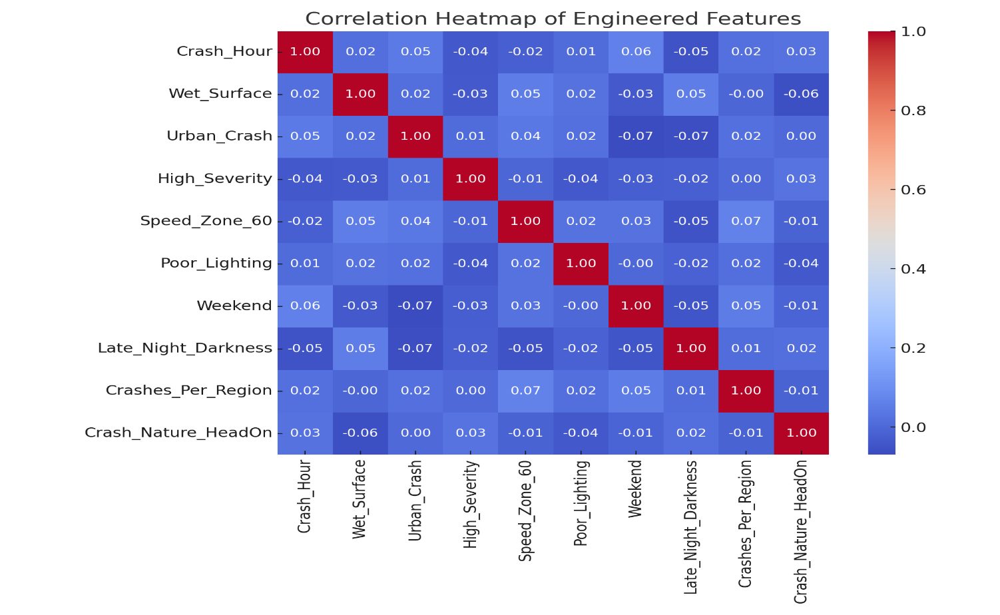 Correlation Heatmap of Engineered Features
Crash_Hour 1.00 0.02 0.05 -0.04 -0.02 0.01 0.06 -0.05 0.02 0.03
Wet_Surface 0.02 1.00 0.02 -0.03 0.05 0.02 -0.03 0.05 -0.00 -0.06
Urban_Crash 0.05 0.02 1.00 0.01 0.04 0.02 -0.07 -0.07 0.02 0.00
High_Severity -0.04 -0.03 0.01 1.00 -0.01 -0.04 -0.03 -0.02 0.00 0.03
Speed_Zone_60 -0.02 0.05 0.04 -0.01 1.00 0.02 0.03 -0.05 0.07 -0.01
Poor_Lighting 0.01 0.02 0.02 -0.04 0.02 1.00 -0.00 -0.02 0.02 -0.04
Weekend 0.06 -0.03 -0.07 -0.03 0.03 -0.00 1.00 -0.05 0.05 -0.01
Late_Night_Darkness -0.05 0.05 -0.07 -0.02 -0.05 -0.02 -0.05 1.00 0.01 0.02
Crashes_Per_Region 0.02 -0.00 0.02 0.00 0.07 0.02 0.05 0.01 1.00 -0.01
Crash_Nature_HeadOn 0.03 -0.06 0.00 0.03 -0.01 -0.04 -0.01 0.02 -0.01 1.00
Crash_Hour
Wet_Surface
Urban_Crash
High_Severity
Speed_Zone_60
Poor_Lighting
Weekend
Late_Night_Darkness
Crashes_Per_Region
Crash_Nature_HeadOn
1.0
0.8
0.6
0.4
0.2
0.0